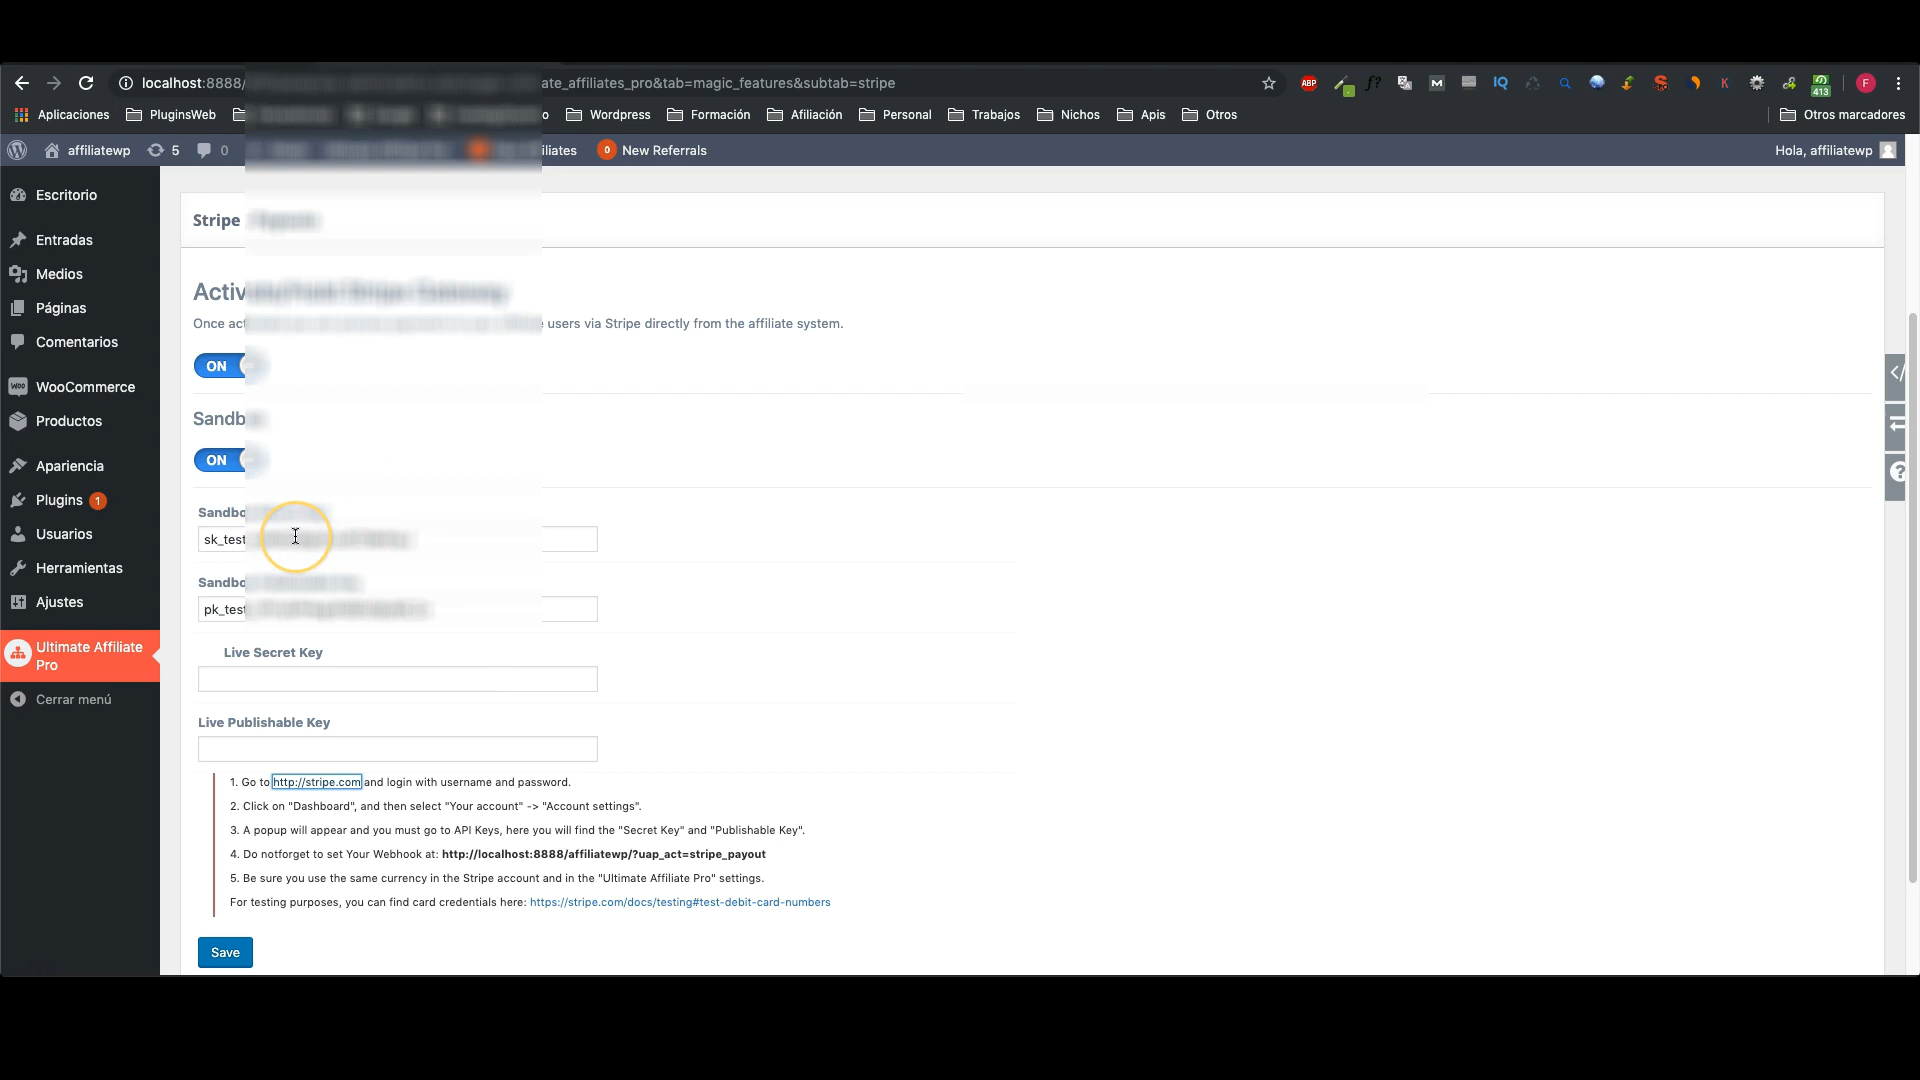 localhost:8888/
ate_affiliates_pro&tab=magic_features&subtab=stripe
ABP
f?
M
IQ
K
413
F
Aplicaciones
PluginsWeb
o
Wordpress
Formación
Afiliación
Personal
Trabajos
Nichos
Apis
Otros
Otros marcadores
affiliatewp
5
0
iliates
0 New Referrals
Hola, affiliatewp
Escritorio
Entradas
Medios
Páginas
Comentarios
WooCommerce
Productos
Apariencia
Plugins 1
Usuarios
Herramientas
Ajustes
Ultimate Affiliate
Pro
Cerrar menú
Stripe
Activ
Once act
users via Stripe directly from the affiliate system.
ON
Sandb
ON
Sandbo
sk_test
Sandbo
pk_test
Live Secret Key
Live Publishable Key
1. Go to http://stripe.com and login with username and password.
2. Click on "Dashboard", and then select "Your account" -> "Account settings".
3. A popup will appear and you must go to API Keys, here you will find the "Secret Key" and "Publishable Key".
4. Do notforget to set Your Webhook at: http://localhost:8888/affiliatewp/?uap_act=stripe_payout
5. Be sure you use the same currency in the Stripe account and in the "Ultimate Affiliate Pro" settings.
For testing purposes, you can find card credentials here: https://stripe.com/docs/testing#test-debit-card-numbers
Save